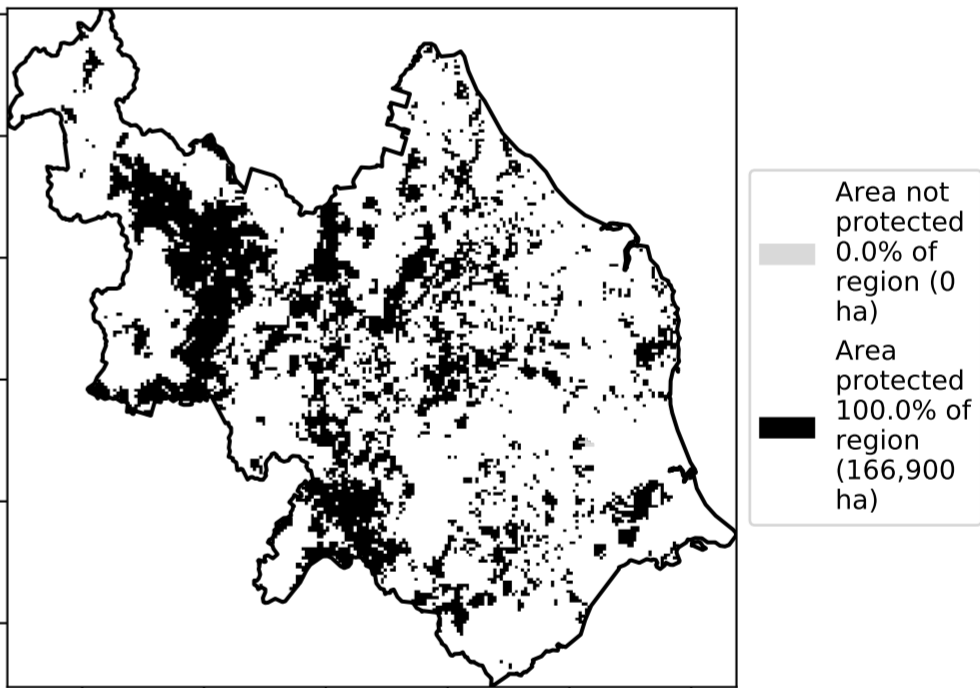 Area not
protected
0.0% of
region (0
ha)
Area
protected
100.0% of
region
(166,900
ha)